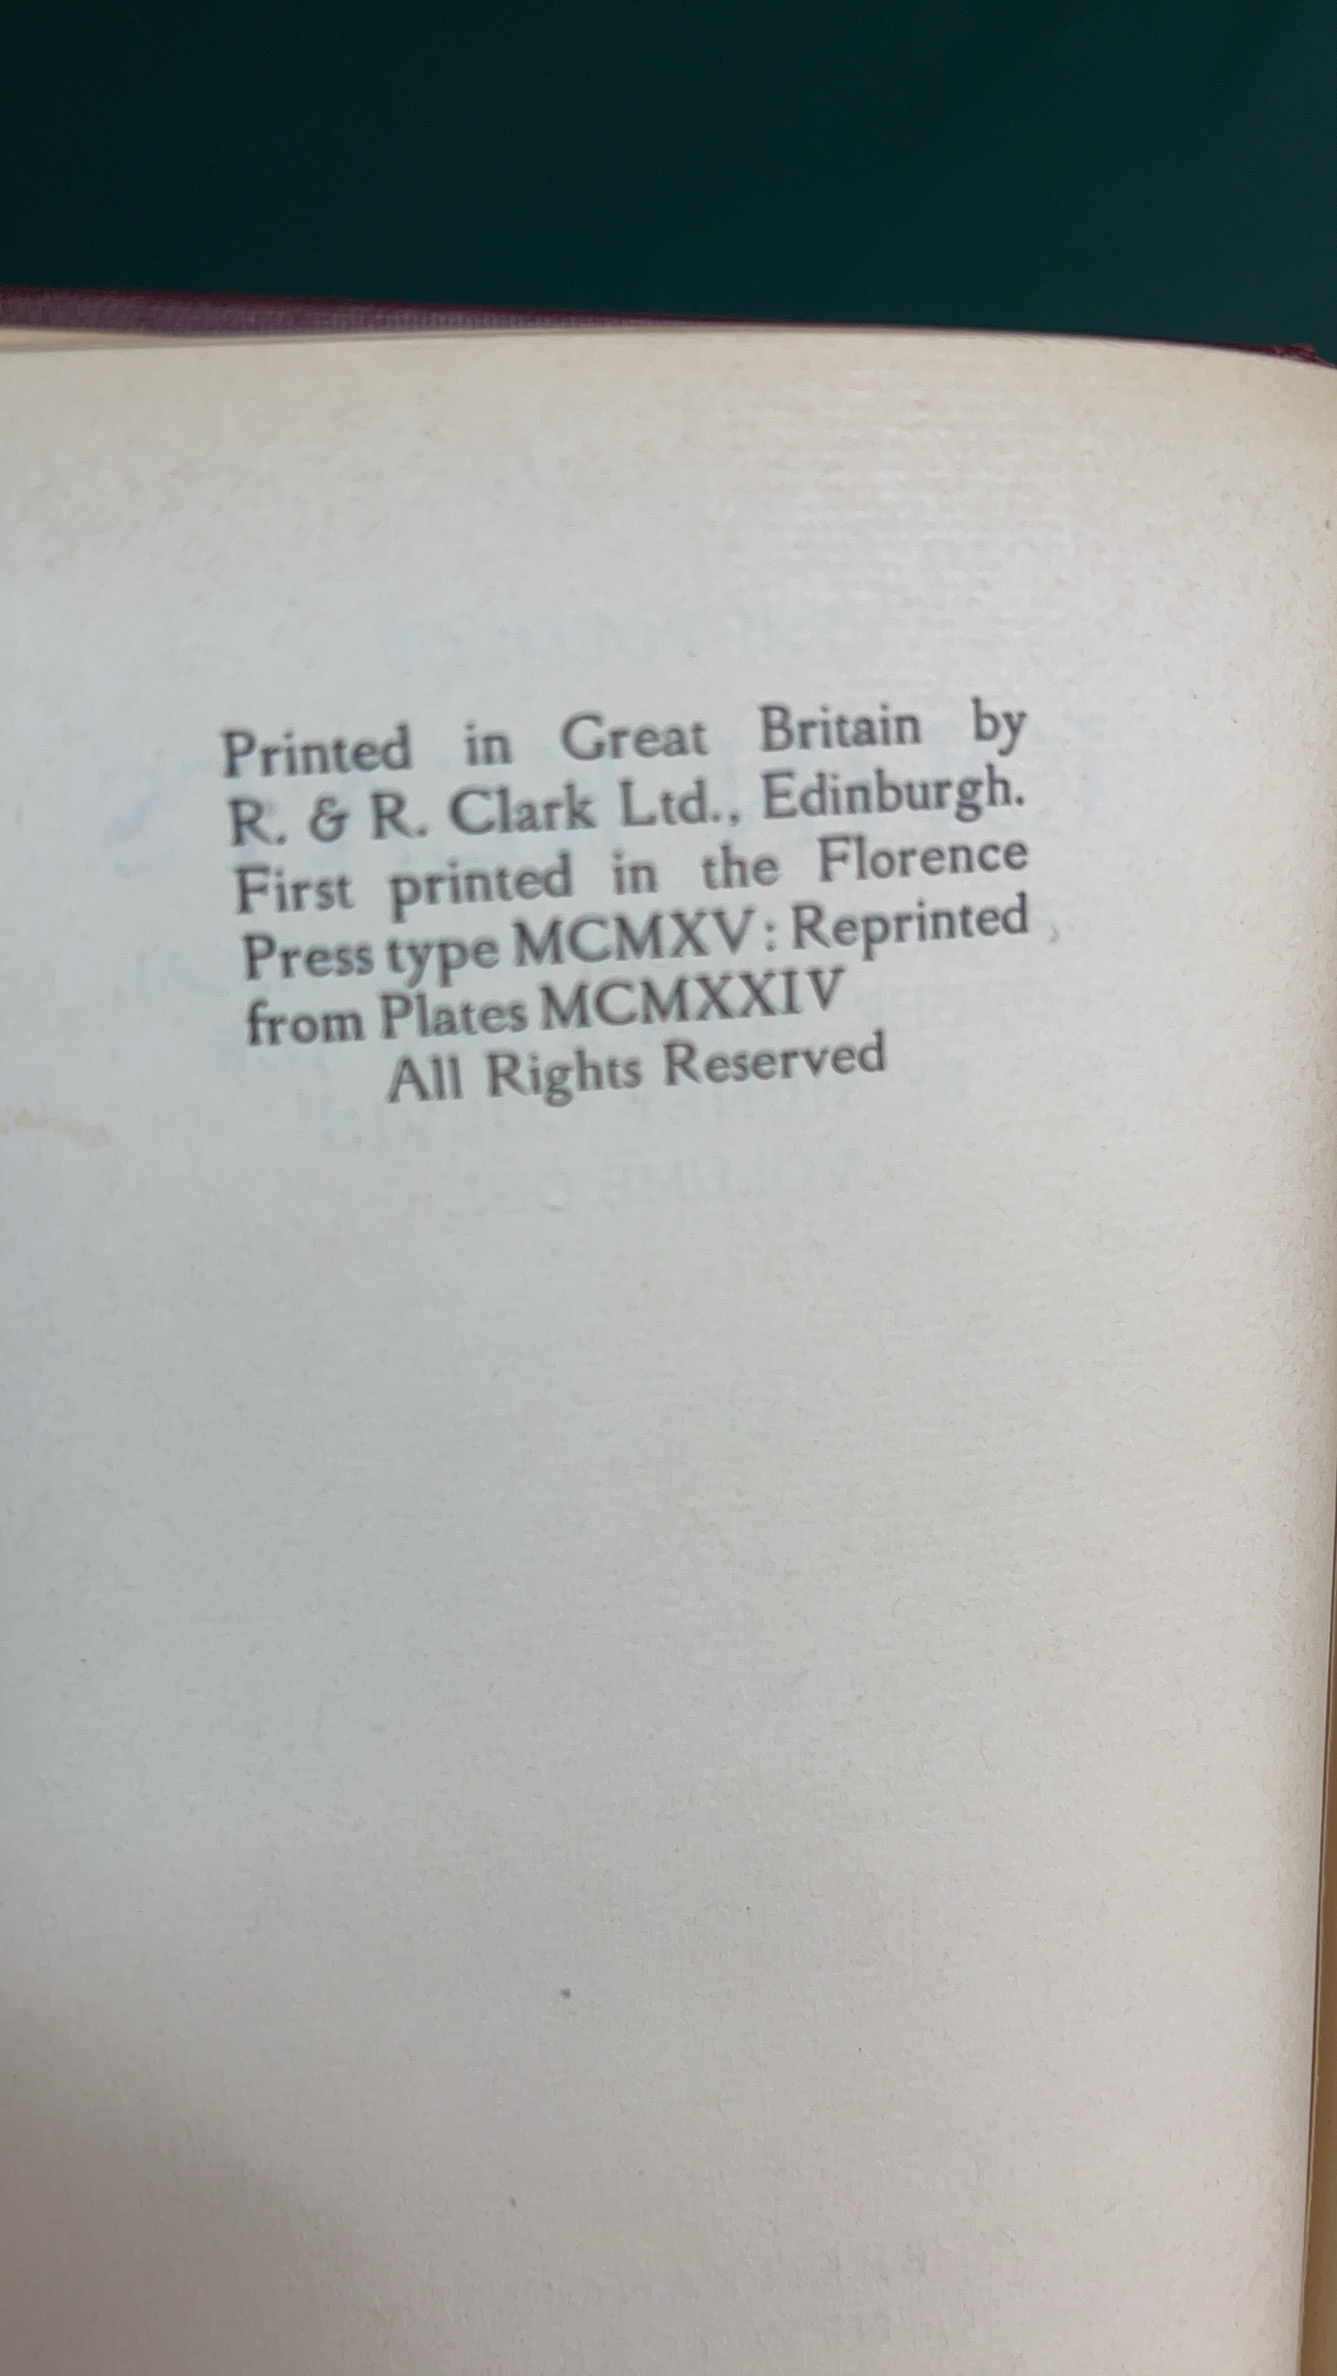 Printed in Great Britain by
R. & R. Clark Ltd., Edinburgh.
First printed in the Florence
Press type MCMXV: Reprinted
from Plates MCMXXIV
All Rights Reserved